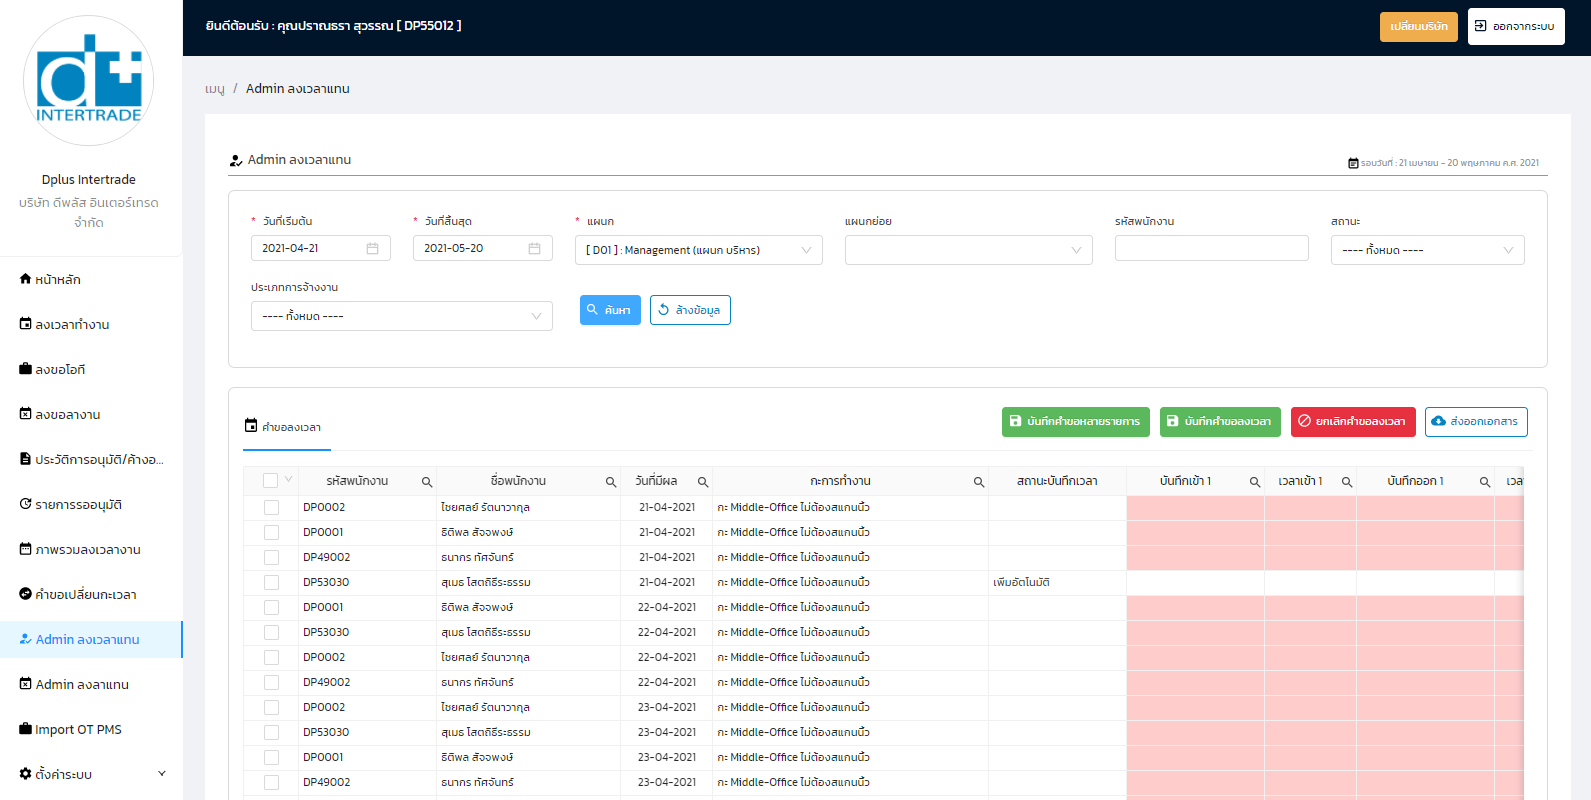 INTERTRADE
Dplus Intertrade
บริษัท ดีพลัส อินเตอร์เทรด
จำกัด
หน้าหลัก
ลงเวลาทำงาน
ลงขอโอที
ลงขอลางาน
ประวัติการอนุมัติ/ค้างอ...
รายการรออนุมัติ
ภาพรวมลงเวลางาน
คำขอเปลี่ยนกะเวลา
Admin ลงเวลาแทน
Admin ลงลาแทน
Import OT PMS
ตั้งค่าระบบ
ยินดีต้อนรับ : คุณปราณธรา สุวรรณ [ DP55012 ]
เปลี่ยนบริษัท
ออกจากระบบ
เมนู / Admin ลงเวลาแทน
Admin ลงเวลาแทน
รอบวันที่ : 21 เมษายน - 20 พฤษภาคม ค.ศ. 2021
* วันที่เริ่มต้น * วันที่สิ้นสุด * แผนก แผนกย่อย รหัสพนักงาน สถานะ
2021-04-21 2021-05-20 [ D01 ] : Management (แผนก บริหาร) ---- ทั้งหมด ----
ประเภทการจ้างงาน
---- ทั้งหมด ---- ค้นหา ล้างข้อมูล
คำขอลงเวลา
บันทึกคำขอหลายรายการ บันทึกคำขอลงเวลา ยกเลิกคำขอลงเวลา ส่งออกเอกสาร
รหัสพนักงาน ชื่อพนักงาน วันที่มีผล กะการทำงาน สถานะบันทึกเวลา บันทึกเข้า 1 เวลาเข้า 1 บันทึกออก 1 เวล
DP0002 ไชยศลย์ รัตนาวากุล 21-04-2021 กะ Middle-Office ไม่ต้องสแกนนิ้ว
DP0001 ธิติพล สัจจพงษ์ 21-04-2021 กะ Middle-Office ไม่ต้องสแกนนิ้ว
DP49002 ธนากร ทัศจันทร์ 21-04-2021 กะ Middle-Office ไม่ต้องสแกนนิ้ว
DP53030 สุเมธ โสตถิธีระธรรม 21-04-2021 กะ Middle-Office ไม่ต้องสแกนนิ้ว เพิ่มอัตโนมัติ
DP0001 ธิติพล สัจจพงษ์ 22-04-2021 กะ Middle-Office ไม่ต้องสแกนนิ้ว
DP53030 สุเมธ โสตถิธีระธรรม 22-04-2021 กะ Middle-Office ไม่ต้องสแกนนิ้ว
DP0002 ไชยศลย์ รัตนาวากุล 22-04-2021 กะ Middle-Office ไม่ต้องสแกนนิ้ว
DP49002 ธนากร ทัศจันทร์ 22-04-2021 กะ Middle-Office ไม่ต้องสแกนนิ้ว
DP0002 ไชยศลย์ รัตนาวากุล 23-04-2021 กะ Middle-Office ไม่ต้องสแกนนิ้ว
DP53030 สุเมธ โสตถิธีระธรรม 23-04-2021 กะ Middle-Office ไม่ต้องสแกนนิ้ว
DP0001 ธิติพล สัจจพงษ์ 23-04-2021 กะ Middle-Office ไม่ต้องสแกนนิ้ว
DP49002 ธนากร ทัศจันทร์ 23-04-2021 กะ Middle-Office ไม่ต้องสแกนนิ้ว